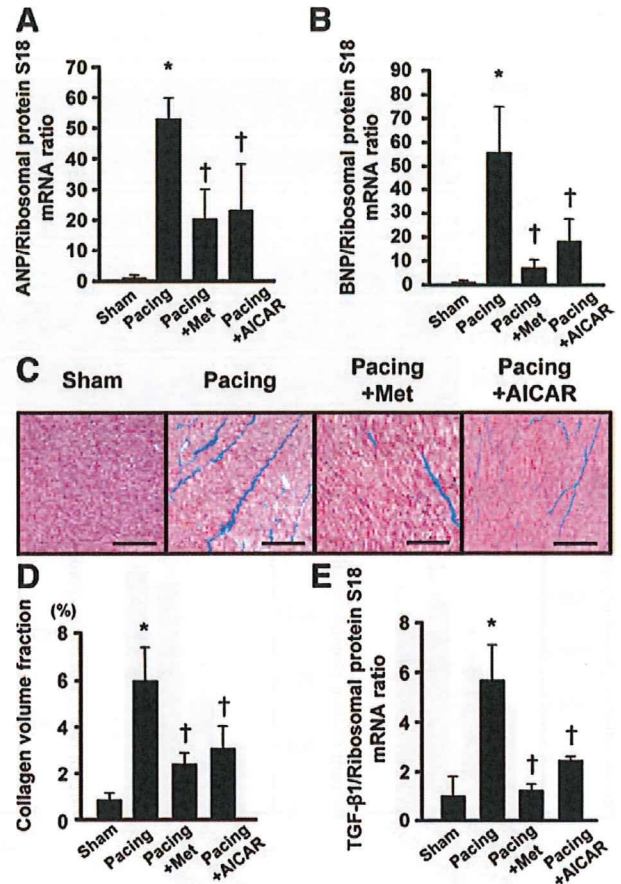 A
ANP/Ribosomal protein S18
mRNA ratio
70
60
50
40
30
20
10
0
*
†
†
Sham
Pacing
Pacing
+Met
Pacing
+AICAR
B
BNP/Ribosomal protein S18
mRNA ratio
90
80
70
60
50
40
30
20
10
0
*
†
†
Sham
Pacing
Pacing
+Met
Pacing
+AICAR
C
Sham
Pacing
Pacing
+Met
Pacing
+AICAR
D
(%)
Collagen volume fraction
8
6
4
2
0
*
†
†
Sham
Pacing
Pacing
+Met
Pacing
+AICAR
E
TGF-β1/Ribosomal protein S18
mRNA ratio
8
6
4
2
0
*
†
†
Sham
Pacing
Pacing
+Met
Pacing
+AICAR